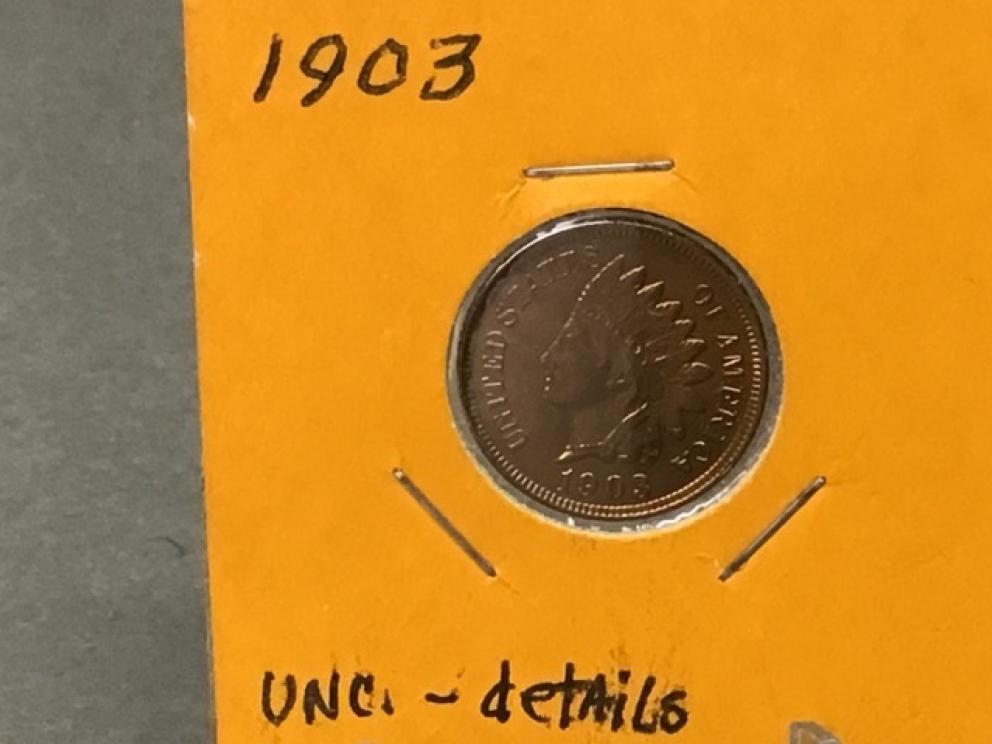 1903
UNITED STATES OF AMERICA
1903
UNC. - detAiLs